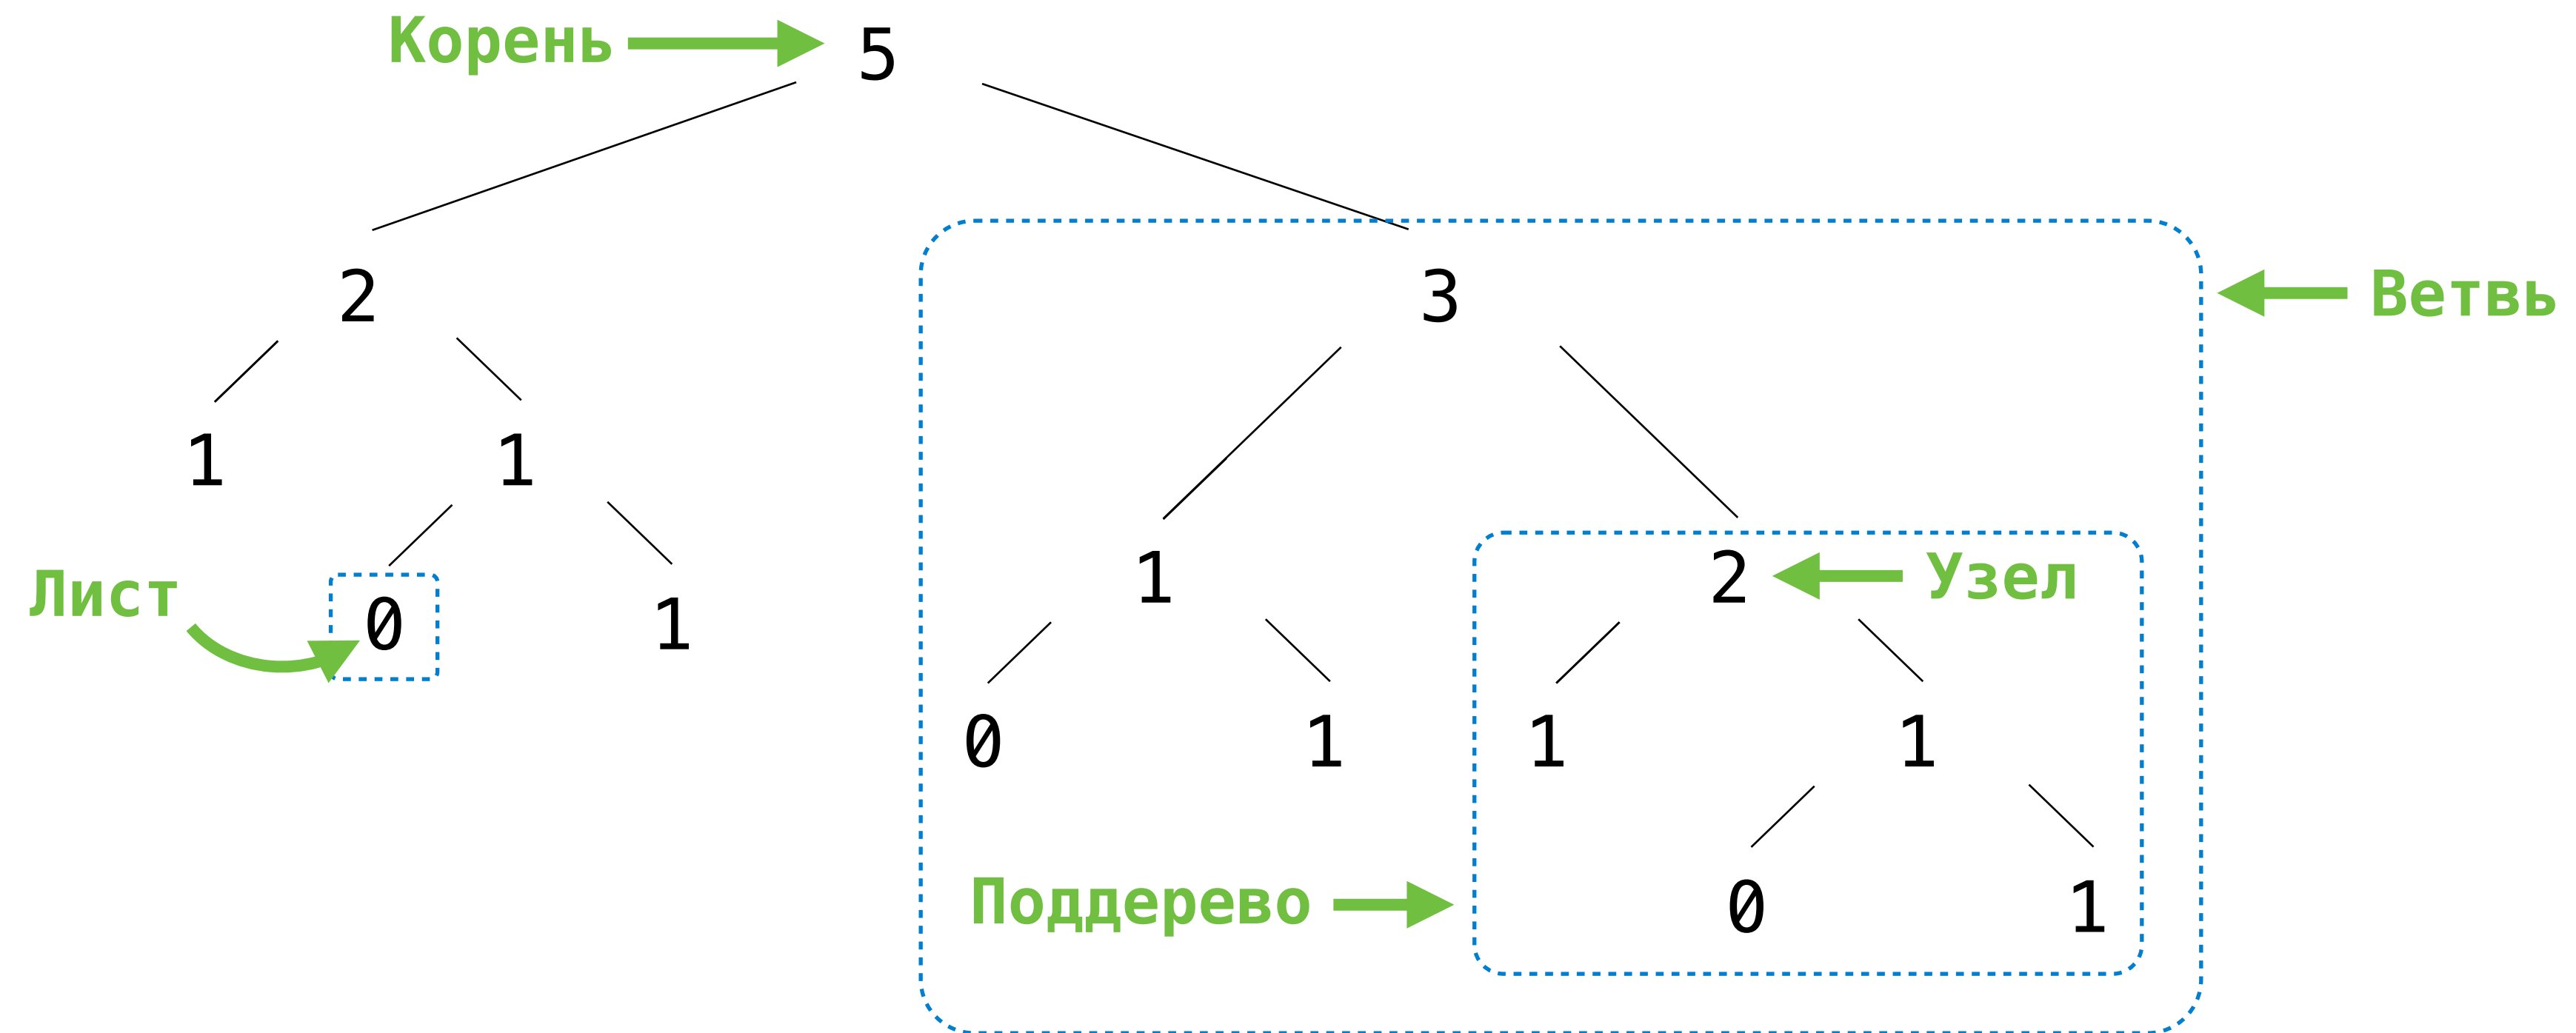 Корень 5
2 3 Ветвь
1 1
1 2 Узел
Лист 0 1
0 1 1 1
Поддерево 0 1